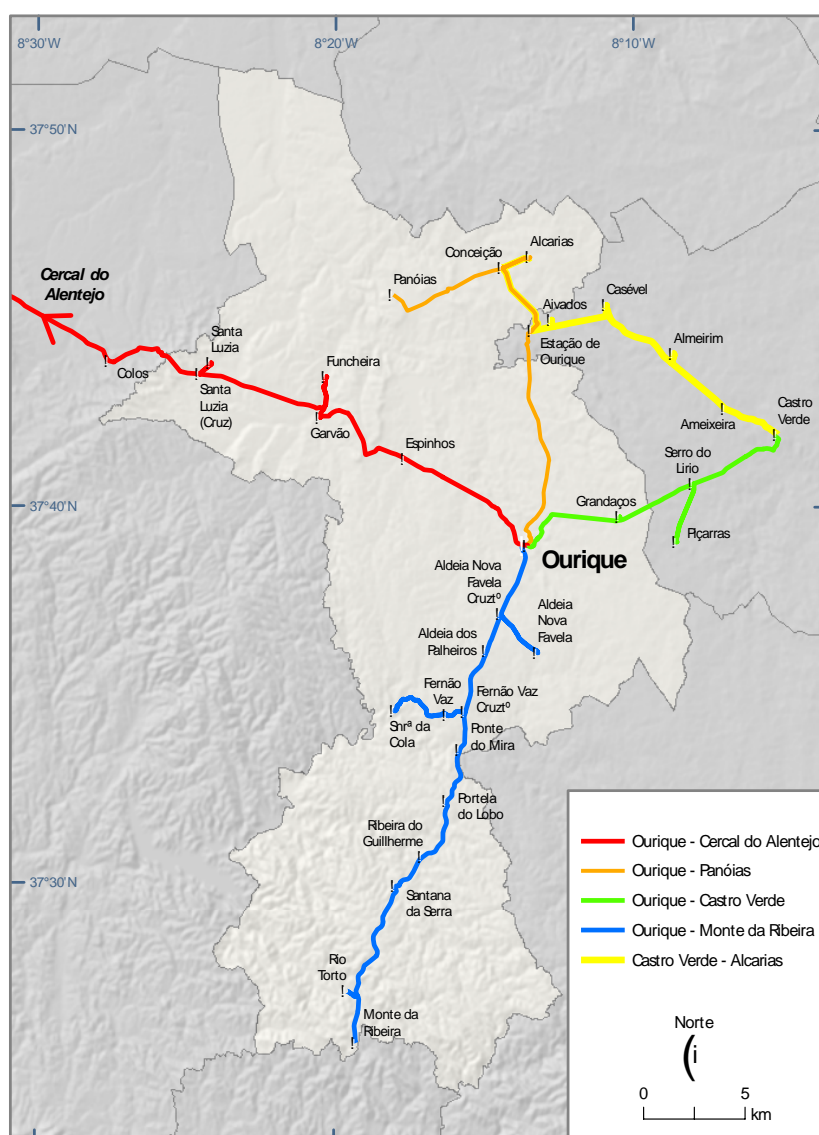 8°30'W
8°20'W
8°10'W
37°50'N
Alcarias
Conceição
Panóias
Cercal do
Alentejo
Casével
Aivados
Santa
Luzia
Estação de
Ourique
Almeirim
Funcheira
Colos
Santa
Luzia
(Cruz)
Castro
Verde
Ameixeira
Garvão
Espinhos
Serro do
Lirio
37°40'N
Grandaços
Piçarras
Ourique
Aldeia Nova
Favela
Cruztº
Aldeia
Nova
Favela
Aldeia dos
Palheiros
Fernão
Vaz
Fernão Vaz
Cruztº
Snrª da
Cola
Ponte
do Mira
Portela
do Lobo
Ribeira do
Guillherme
37°30'N
Santana
da Serra
Rio
Torto
Monte da
Ribeira
Ourique - Cercal do Alentejo
Ourique - Panóias
Ourique - Castro Verde
Ourique - Monte da Ribeira
Castro Verde - Alcarias
Norte
0 5
km